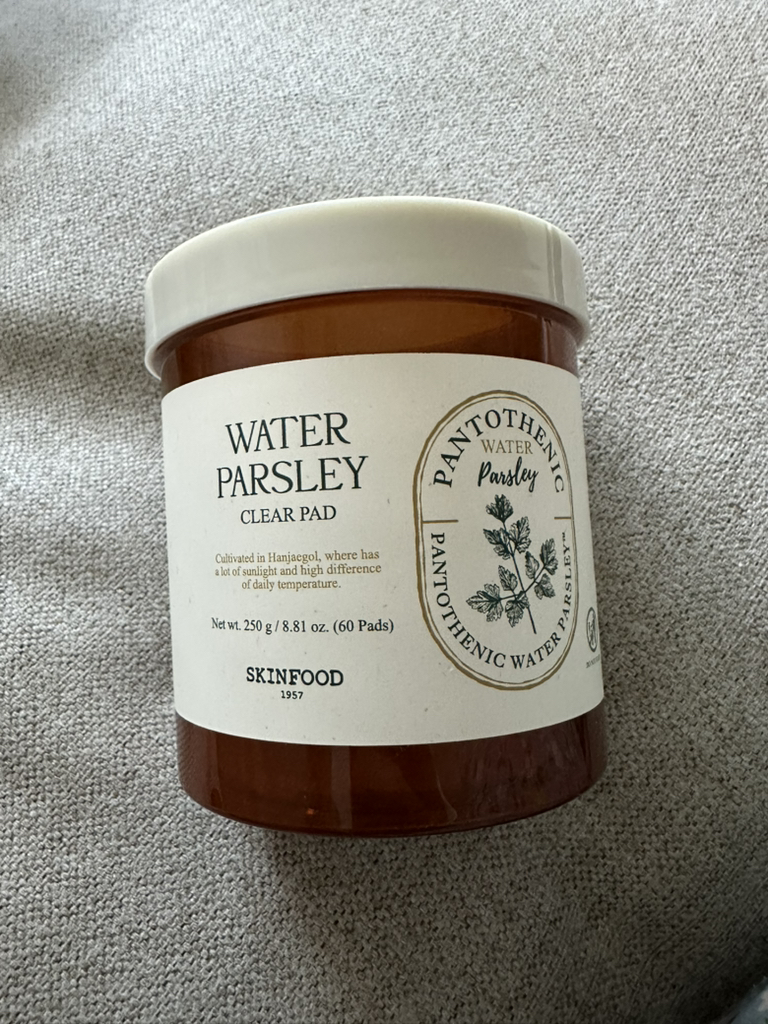 WATER
PARSLEY
CLEAR PAD
Cultivated in Hanjaegol, where has
a lot of sunlight and high difference
of daily temperature.
Net wt. 250 g / 8.81 oz. (60 Pads)
SKINFOOD
1957
PANTOTHENIC
WATER
Parsley
PANTOTHENIC WATER PARSLEY™